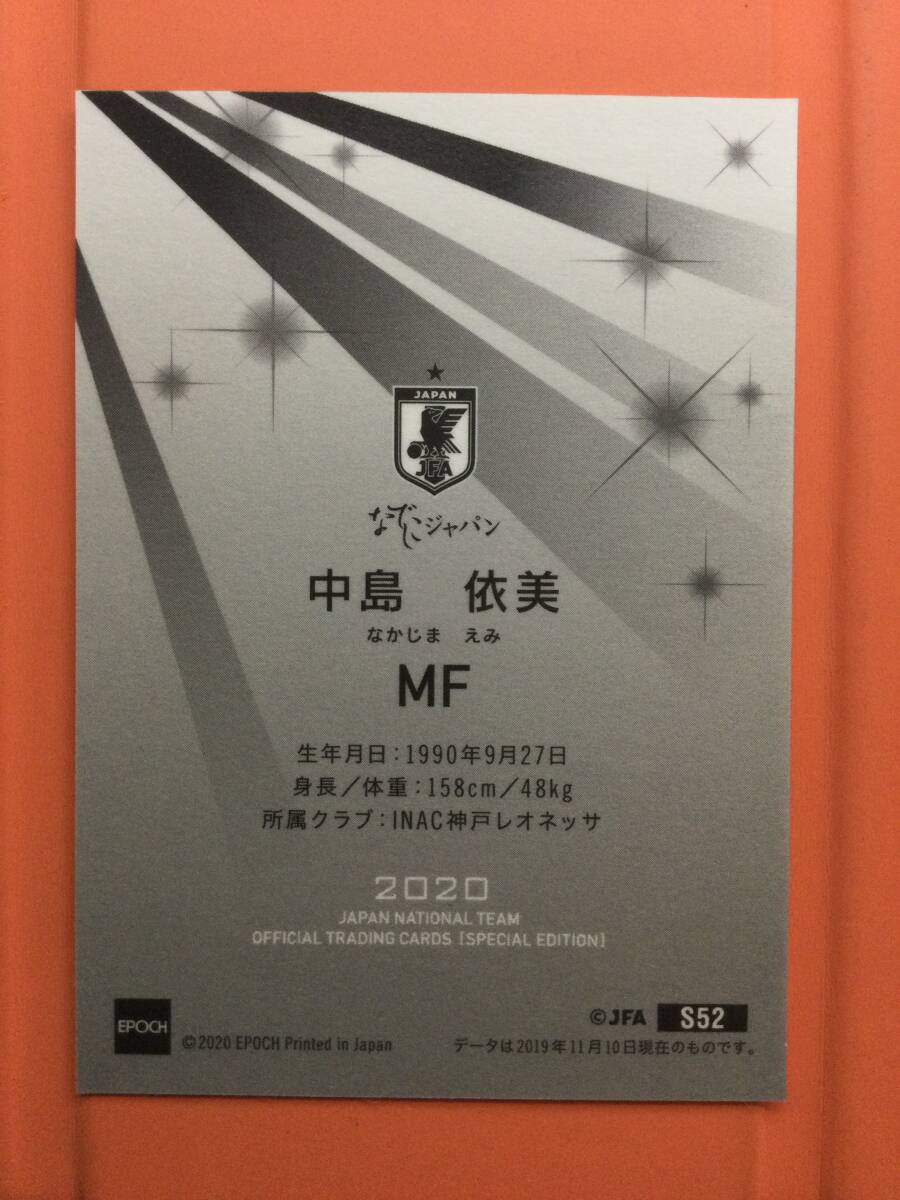 JAPAN
JFA
なでしこジャパン
中島 依美
なかじま えみ
MF
生年月日:1990年9月27日
身長/体重:158cm/48kg
所属クラブ:INAC神戸レオネッサ
2020
JAPAN NATIONAL TEAM
OFFICIAL TRADING CARDS [SPECIAL EDITION]
©JFA S52
EPOCH ©2020 EPOCH Printed in Japan データは2019年11月10日現在のものです。